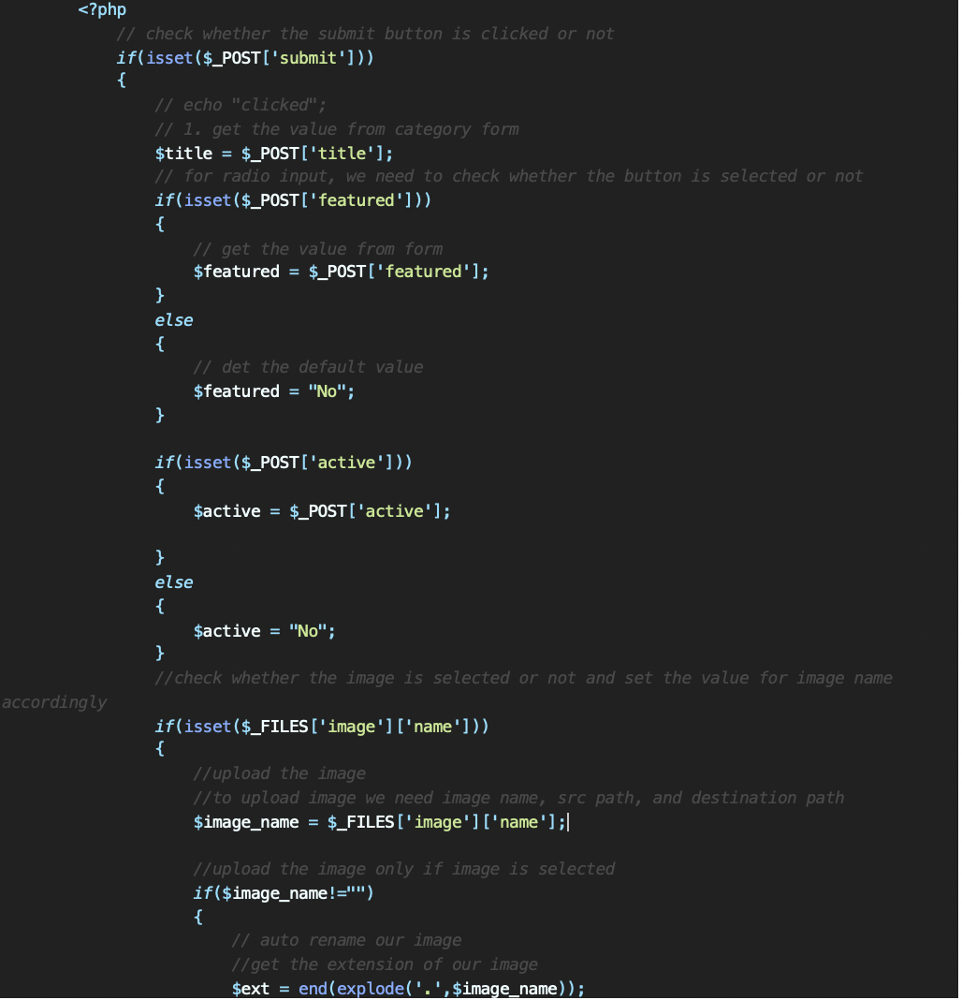 <?php
// check whether the submit button is clicked or not
if(isset($_POST['submit']))
{
// echo "clicked";
// 1. get the value from category form
$title = $_POST['title'];
// for radio input, we need to check whether the button is selected or not
if(isset($_POST['featured']))
{
// get the value from form
$featured = $_POST['featured'];
}
else
{
// det the default value
$featured = "No";
}
if(isset($_POST['active']))
{
$active = $_POST['active'];
}
else
{
$active = "No";
}
//check whether the image is selected or not and set the value for image name
accordingly
if(isset($_FILES['image']['name']))
{
//upload the image
//to upload image we need image name, src path, and destination path
$image_name = $_FILES['image']['name'];
//upload the image only if image is selected
if($image_name!="")
{
// auto rename our image
//get the extension of our image
$ext = end(explode('.',$image_name));